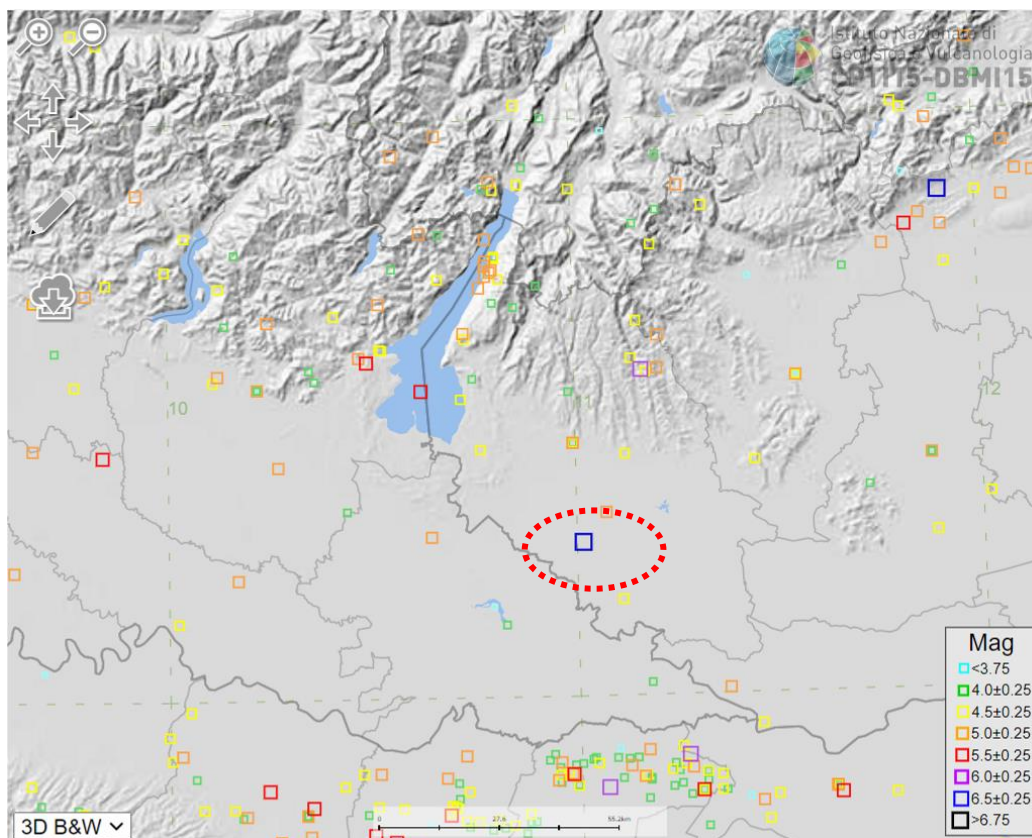 Istituto Nazionale di
Geofisica e Vulcanologia
CPTI15-DBMI15
10
11
12
Mag
<3.75
4.0±0.25
4.5±0.25
5.0±0.25
5.5±0.25
6.0±0.25
6.5±0.25
>6.75
3D B&W
0 27.6 55.2km